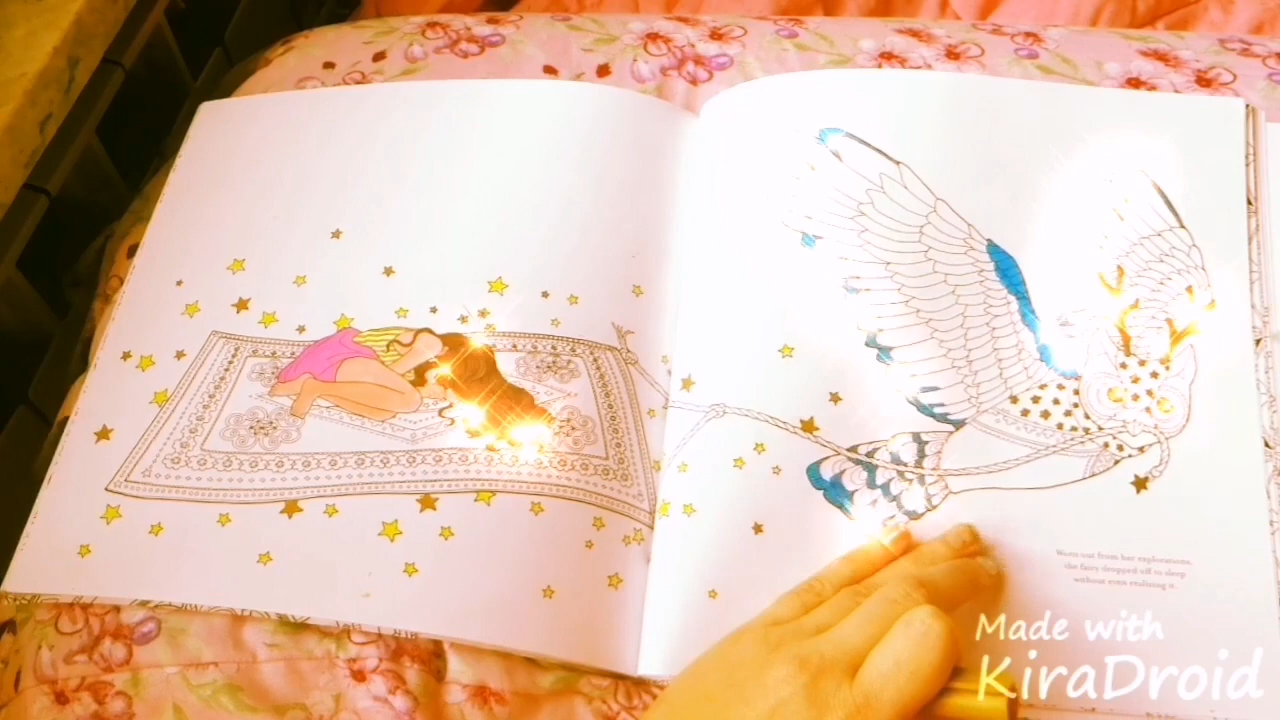 Worn out from her explorations,
the fairy dropped off to sleep
without even realizing it.
Made with
KiraDroid